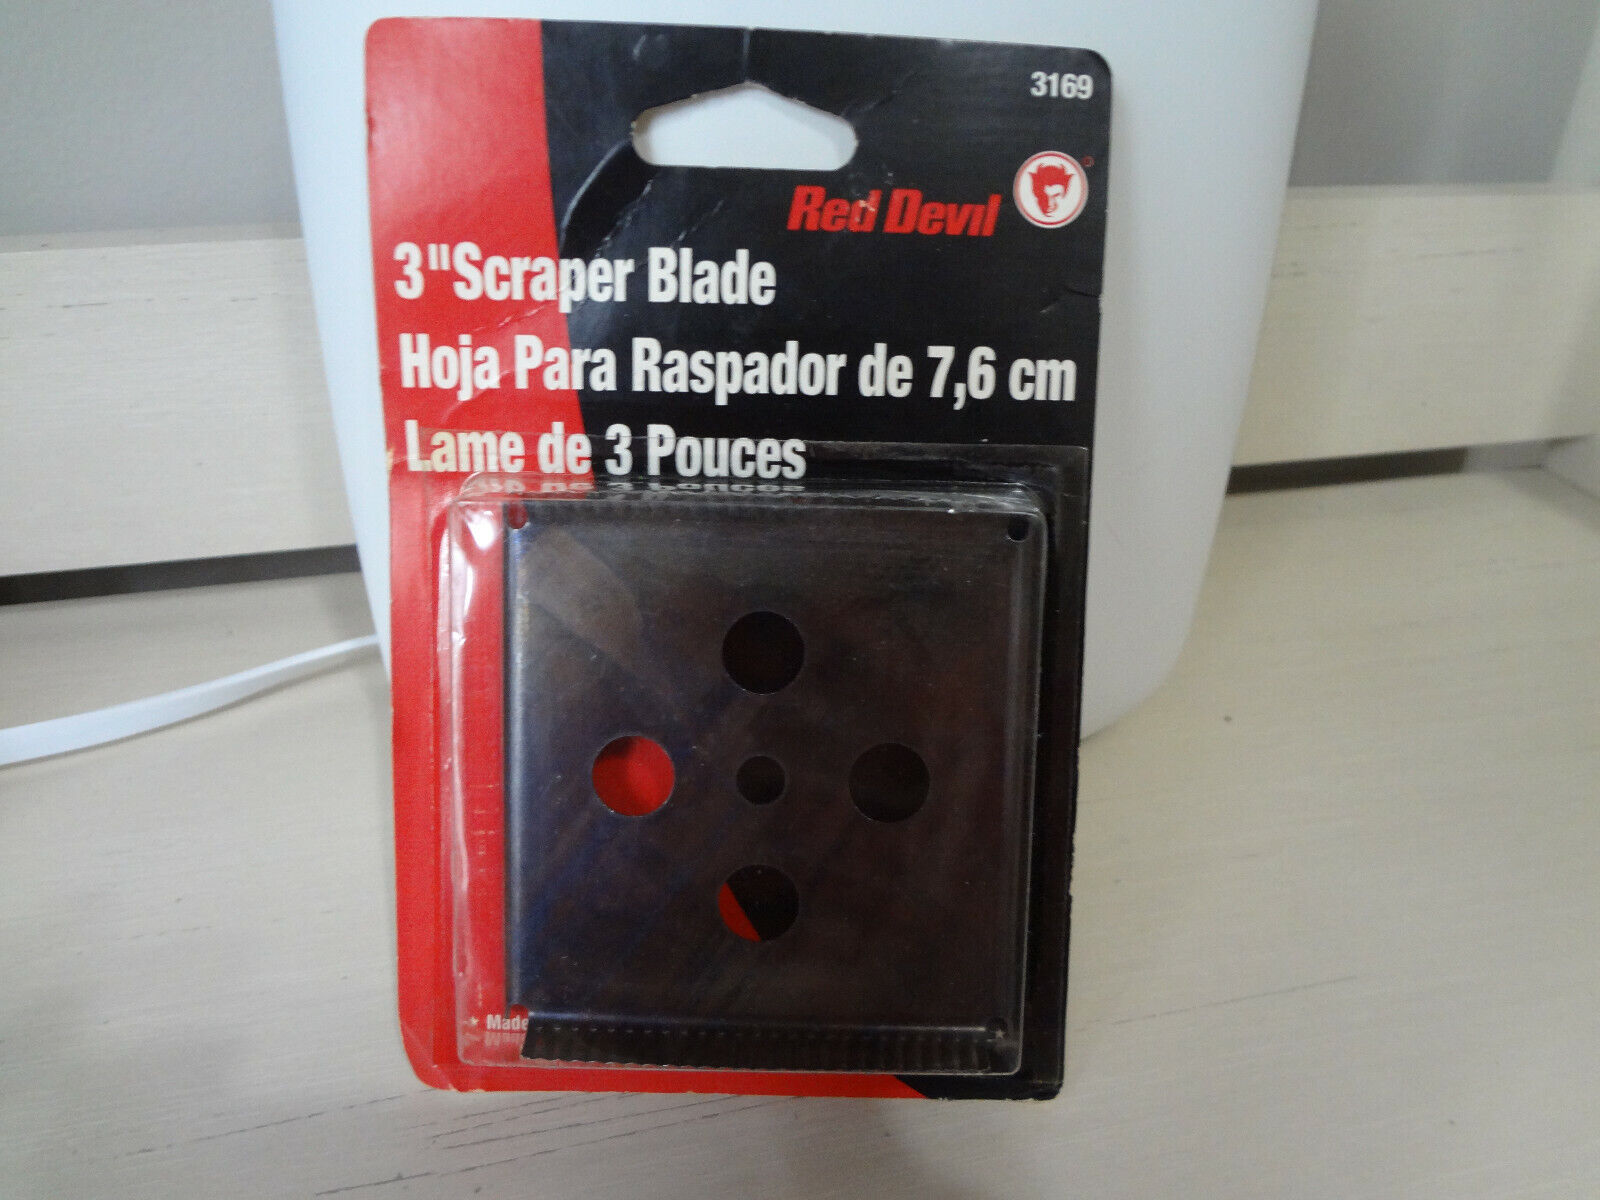 3169
Red Devil
3"Scraper Blade
Hoja Para Raspador de 7,6 cm
Lame de 3 Pouces
Made